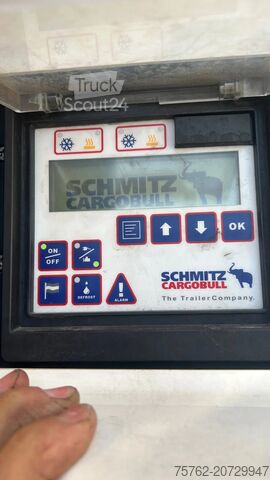 Truck
Scout24
SCHMITZ
CARGOBULL
OK
ON
OFF
DEFROST
ALARM
SCHMITZ
CARGOBULL
The TrailerCompany.
75762-20729947